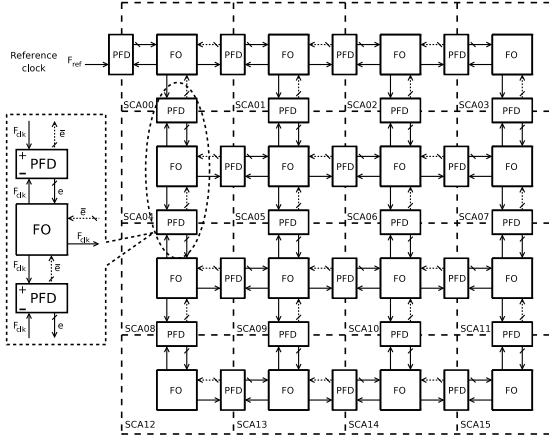 Reference
clock
F_ref
PFD FO PFD FO PFD FO PFD FO
SCA00 PFD SCA01 PFD SCA02 PFD SCA03 PFD
FO PFD FO PFD FO PFD FO
SCA04 PFD SCA05 PFD SCA06 PFD SCA07 PFD
FO PFD FO PFD FO PFD FO
SCA08 PFD SCA09 PFD SCA10 PFD SCA11 PFD
FO PFD FO PFD FO PFD FO
SCA12 SCA13 SCA14 SCA15
F_clk e̅
+ PFD
−
F_clk e
e̅
FO
F_clk
F_clk e̅
+ PFD
−
F_clk e